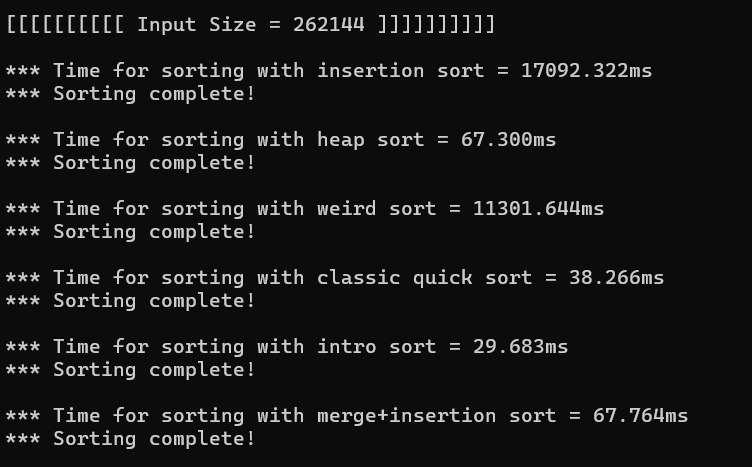 [[[[[[[[[[ Input Size = 262144 ]]]]]]]]]]
*** Time for sorting with insertion sort = 17092.322ms
*** Sorting complete!
*** Time for sorting with heap sort = 67.300ms
*** Sorting complete!
*** Time for sorting with weird sort = 11301.644ms
*** Sorting complete!
*** Time for sorting with classic quick sort = 38.266ms
*** Sorting complete!
*** Time for sorting with intro sort = 29.683ms
*** Sorting complete!
*** Time for sorting with merge+insertion sort = 67.764ms
*** Sorting complete!